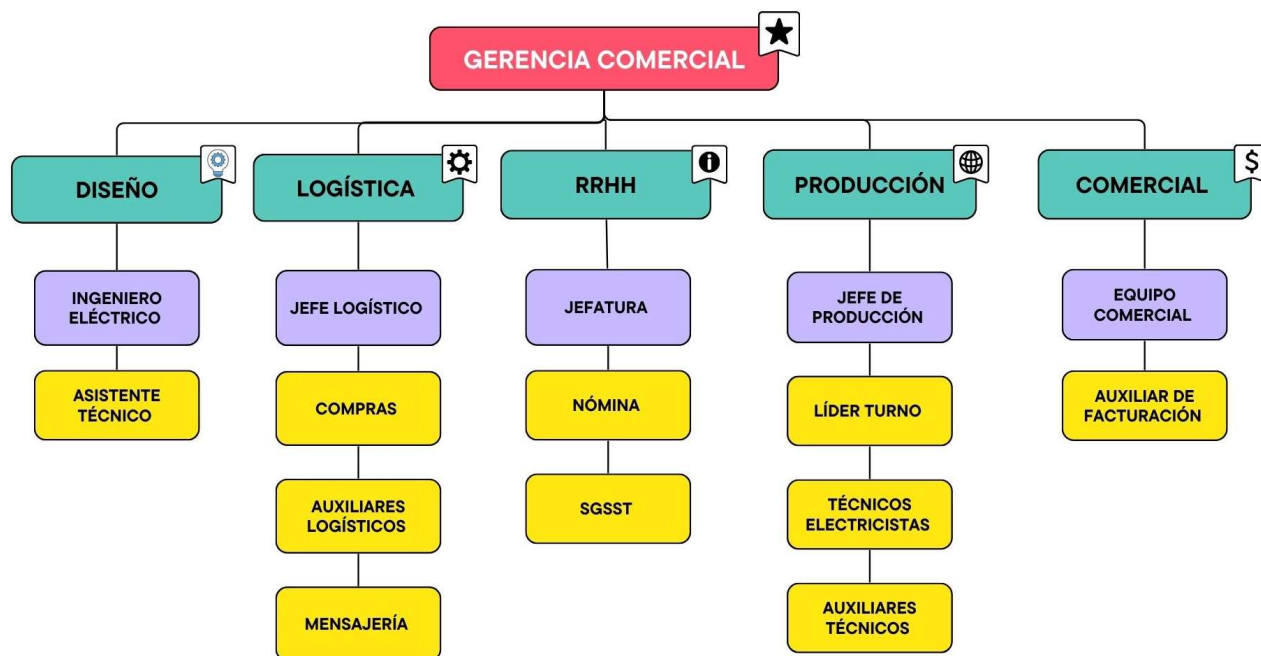 GERENCIA COMERCIAL
DISEÑO
LOGÍSTICA
RRHH
PRODUCCIÓN
COMERCIAL
$
INGENIERO
ELÉCTRICO
JEFE LOGÍSTICO
JEFATURA
JEFE DE
PRODUCCIÓN
EQUIPO
COMERCIAL
ASISTENTE
TÉCNICO
COMPRAS
NÓMINA
LÍDER TURNO
AUXILIAR DE
FACTURACIÓN
AUXILIARES
LOGÍSTICOS
SGSST
TÉCNICOS
ELECTRICISTAS
MENSAJERÍA
AUXILIARES
TÉCNICOS